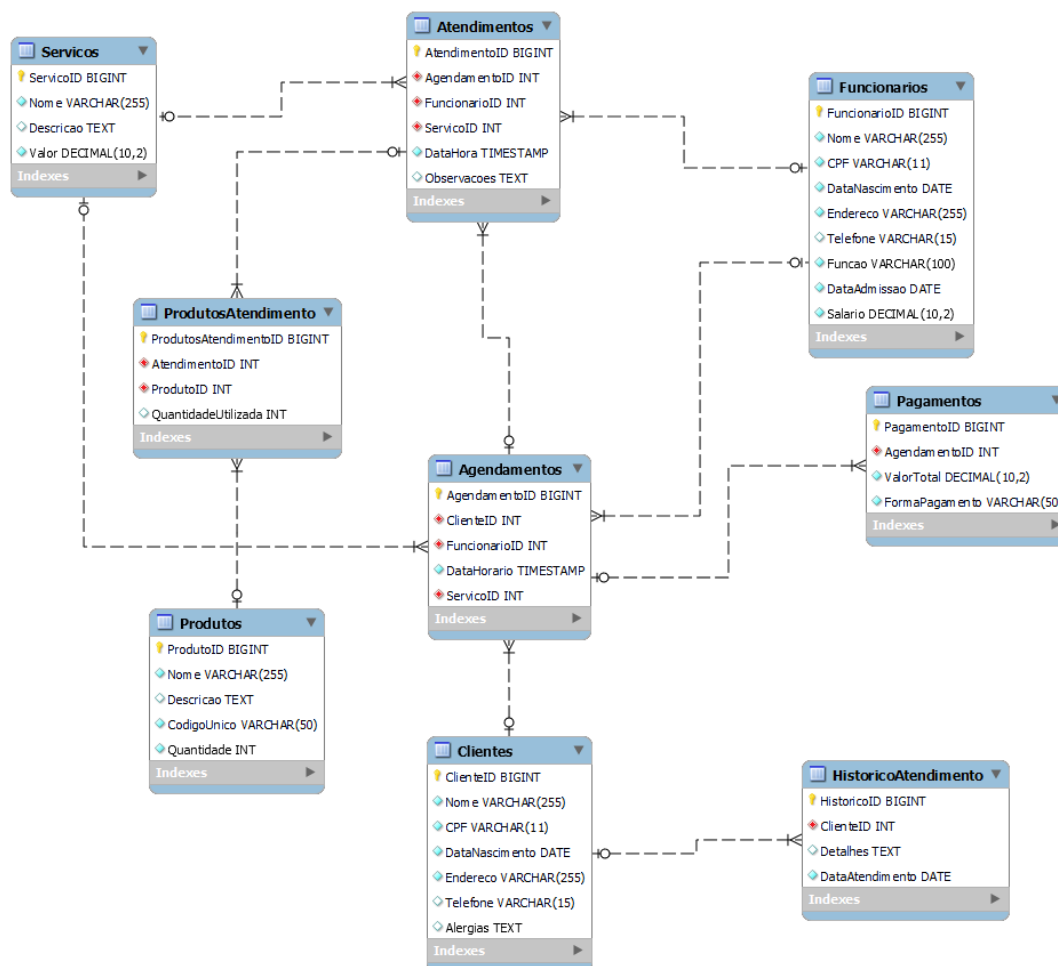 Atendimentos
AtendimentoID BIGINT
AgendamentoID INT
FuncionarioID INT
ServicoID INT
DataHora TIMESTAMP
Observacoes TEXT
Indexes
Servicos
ServicoID BIGINT
Nome VARCHAR(255)
Descricao TEXT
Valor DECIMAL(10,2)
Indexes
Funcionarios
FuncionarioID BIGINT
Nome VARCHAR(255)
CPF VARCHAR(11)
DataNascimento DATE
Endereco VARCHAR(255)
Telefone VARCHAR(15)
Funcao VARCHAR(100)
DataAdmissao DATE
Salario DECIMAL(10,2)
Indexes
ProdutosAtendimento
ProdutosAtendimentoID BIGINT
AtendimentoID INT
ProdutoID INT
QuantidadeUtilizada INT
Indexes
Pagamentos
PagamentoID BIGINT
AgendamentoID INT
ValorTotal DECIMAL(10,2)
FormaPagamento VARCHAR(50
Indexes
Agendamentos
AgendamentoID BIGINT
ClienteID INT
FuncionarioID INT
DataHorario TIMESTAMP
ServicoID INT
Indexes
Produtos
ProdutoID BIGINT
Nome VARCHAR(255)
Descricao TEXT
CodigoUnico VARCHAR(50)
Quantidade INT
Indexes
Clientes
ClienteID BIGINT
Nome VARCHAR(255)
CPF VARCHAR(11)
DataNascimento DATE
Endereco VARCHAR(255)
Telefone VARCHAR(15)
Alergias TEXT
Indexes
HistoricoAtendimento
HistoricoID BIGINT
ClienteID INT
Detalhes TEXT
DataAtendimento DATE
Indexes